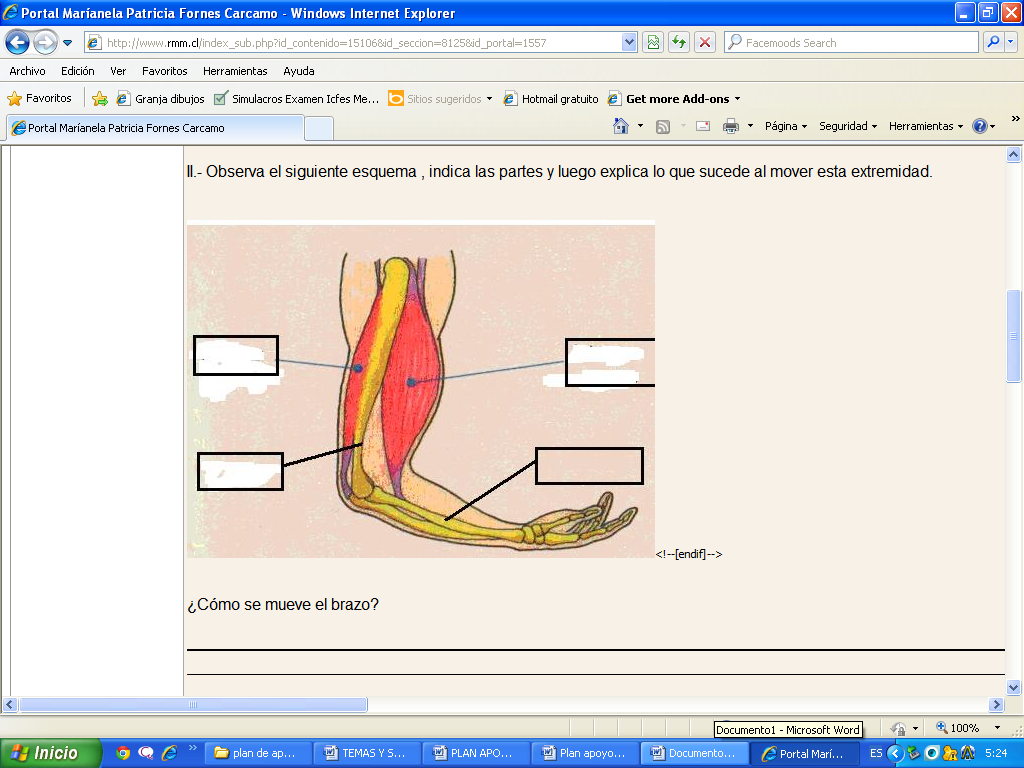 Portal Maríanela Patricia Fornes Carcamo - Windows Internet Explorer
http://www.rmm.cl/index_sub.php?id_contenido=15106&id_seccion=8125&id_portal=1557
Facemoods Search
Archivo Edición Ver Favoritos Herramientas Ayuda
Favoritos Granja dibujos Simulacros Examen Icfes Me... Sitios sugeridos Hotmail gratuito Get more Add-ons
Portal Maríanela Patricia Fornes Carcamo Página Seguridad Herramientas
II.- Observa el siguiente esquema , indica las partes y luego explica lo que sucede al mover esta extremidad.
<!--[endif]-->
¿Cómo se mueve el brazo?
Documento1 - Microsoft Word
100%
Inicio plan de ap... TEMAS Y S... PLAN APO... Plan apoyo... Documento... Portal Marí... ES 5:24